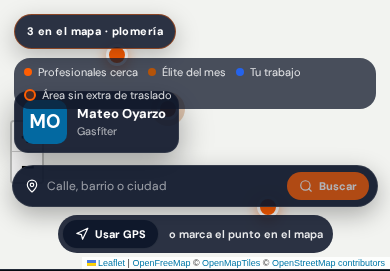 3 en el mapa · plomería
Profesionales cerca Élite del mes Tu trabajo
Área sin extra de traslado
MO Mateo Oyarzo
Gasfíter
Calle, barrio o ciudad Buscar
Usar GPS o marca el punto en el mapa
Leaflet | OpenFreeMap © OpenMapTiles © OpenStreetMap contributors